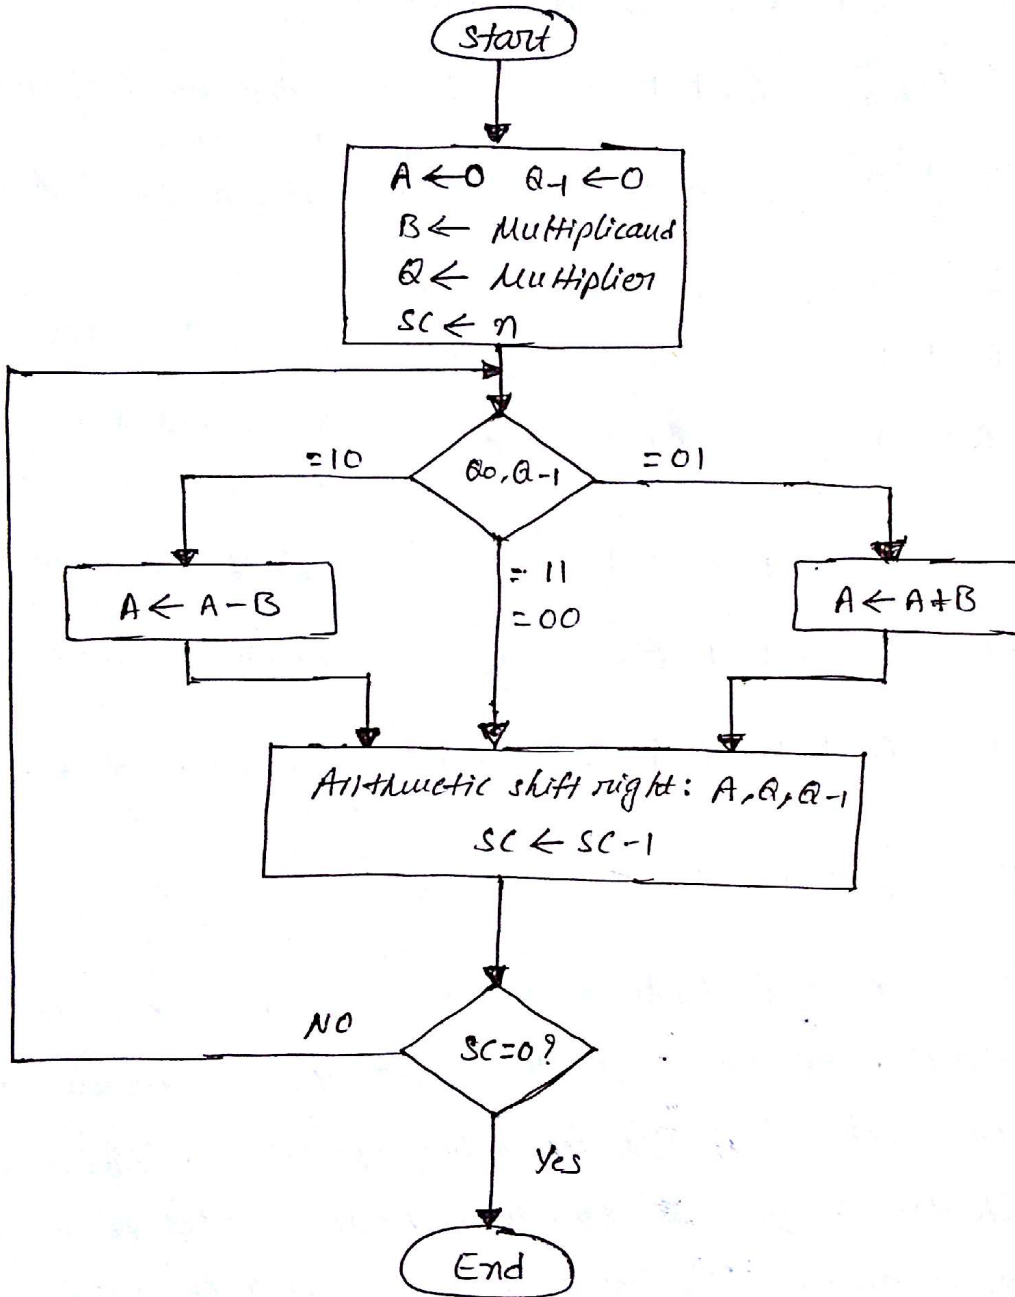 Start
A ← 0 Q-1 ← 0
B ← Multiplicand
Q ← Multiplier
SC ← n
=10
Q0, Q-1
=01
= 11
=00
A ← A - B
A ← A + B
Arithmetic shift right: A, Q, Q-1
SC ← SC - 1
NO
SC=0?
Yes
End